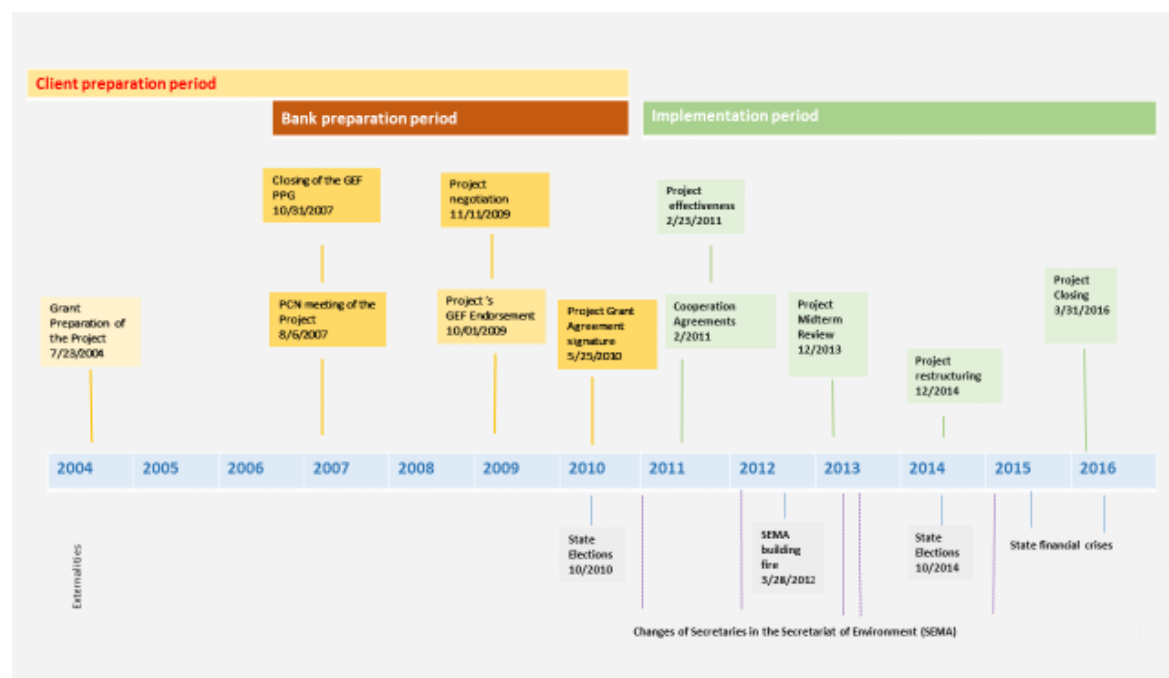 Client preparation period
Bank preparation period
Implementation period
Closing of the GEF
PPG
10/31/2007
Project
negotiation
11/11/2009
Project
effectiveness
2/23/2011
Grant
Preparation of
the Project
7/23/2004
PCN meeting of the
Project
8/6/2007
Project's
GEF Endorsement
10/01/2009
Project Grant
Agreement
signature
5/25/2010
Cooperation
Agreements
2/2011
Project
Midterm
Review
12/2013
Project
restructuring
12/2014
Project
Closing
3/31/2016
2004 2005 2006 2007 2008 2009 2010 2011 2012 2013 2014 2015 2016
Externalities
State
Elections
10/2010
SEMA
building
fire
State
Elections
10/2014
State financial crises
Changes of Secretaries in the Secretariat of Environment (SEMA)